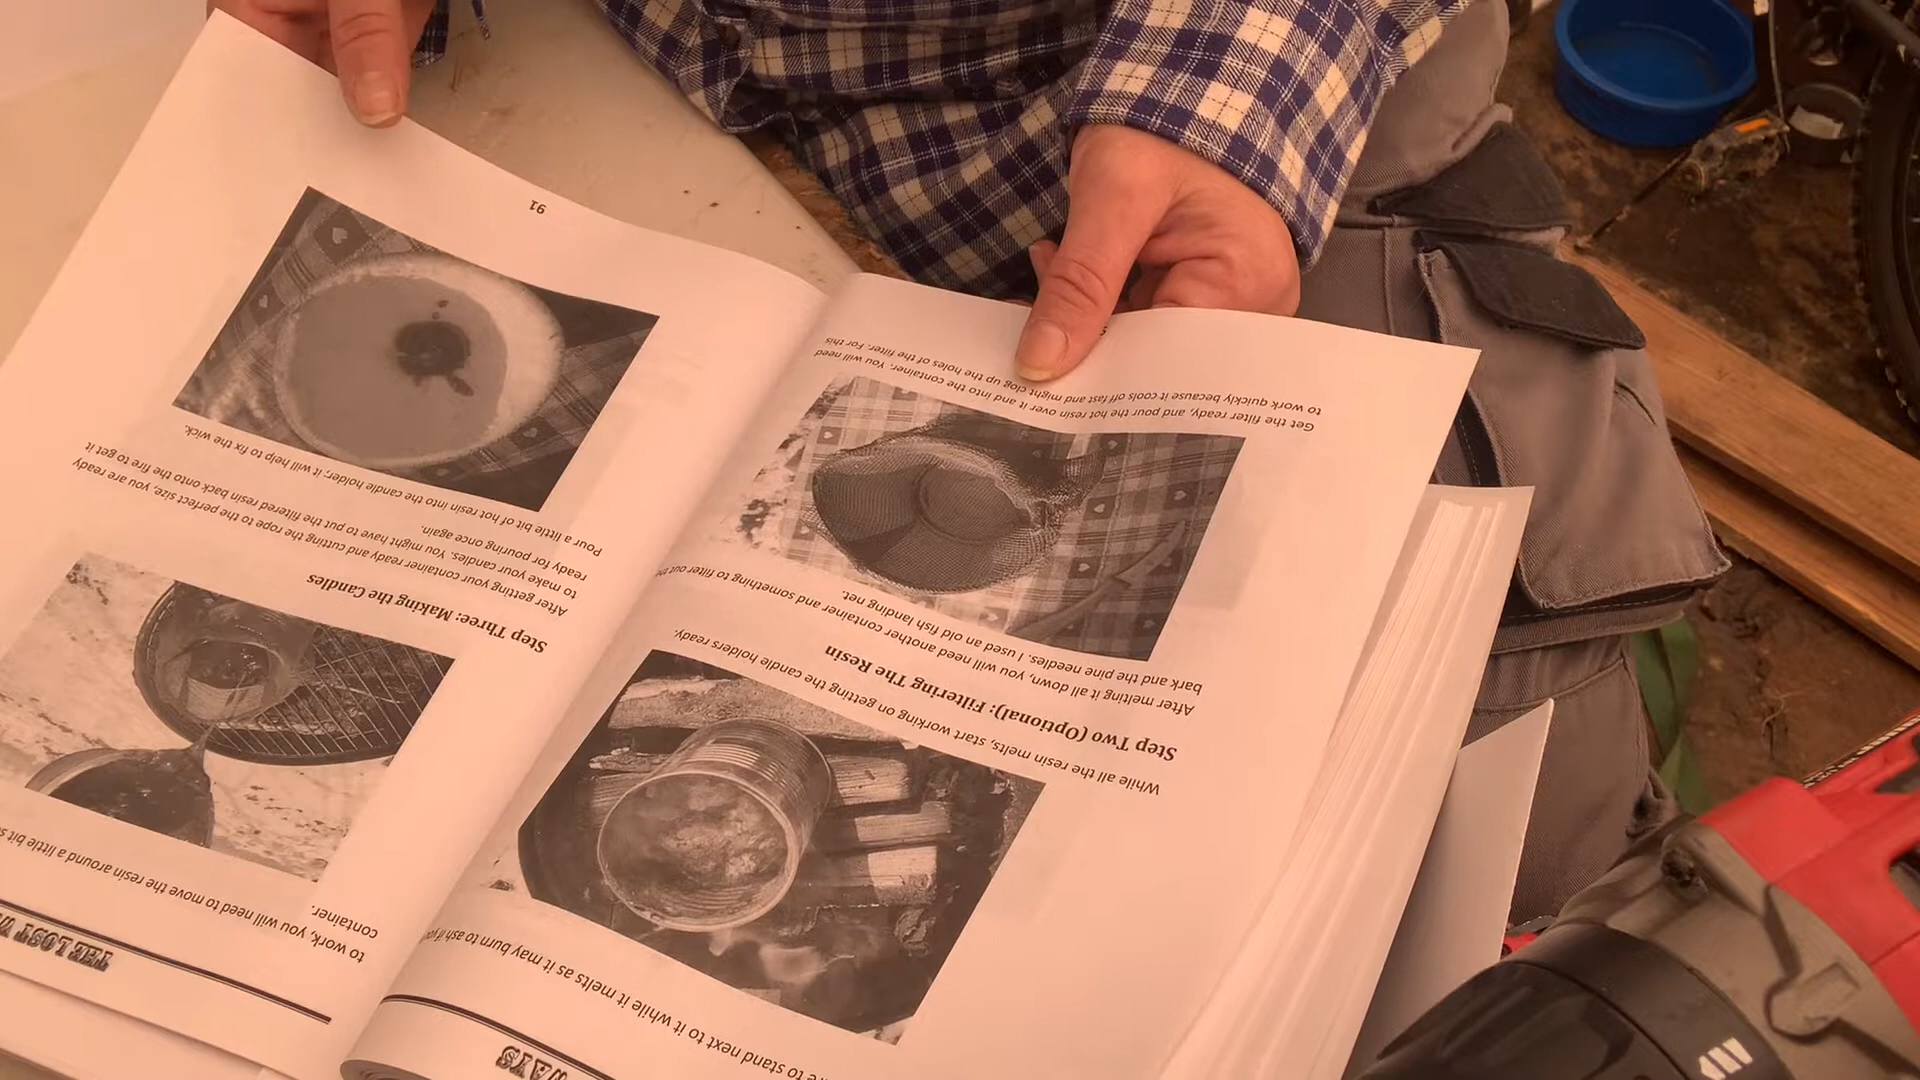 WAYS
re to stand next to it while it melts as it may burn to ash if you
While all the resin melts, start working on getting the candle holders ready.
Step Two (Optional): Filtering The Resin
After melting it all down, you will need another container and something to filter out the
bark and the pine needles. I used an old fish landing net.
Get the filter ready, and pour the hot resin over it and into the container. You will need
to work quickly because it cools off fast and might clog up the holes of the filter. For this
THE LOST W
to work, you will need to move the resin around a little bit s
container.
Step Three: Making the Candles
After getting your container ready and cutting the rope to the perfect size, you are ready
to make your candles. You might have to put the filtered resin back onto the fire to get it
ready for pouring once again.
Pour a little bit of hot resin into the candle holder; it will help to fix the wick.
16